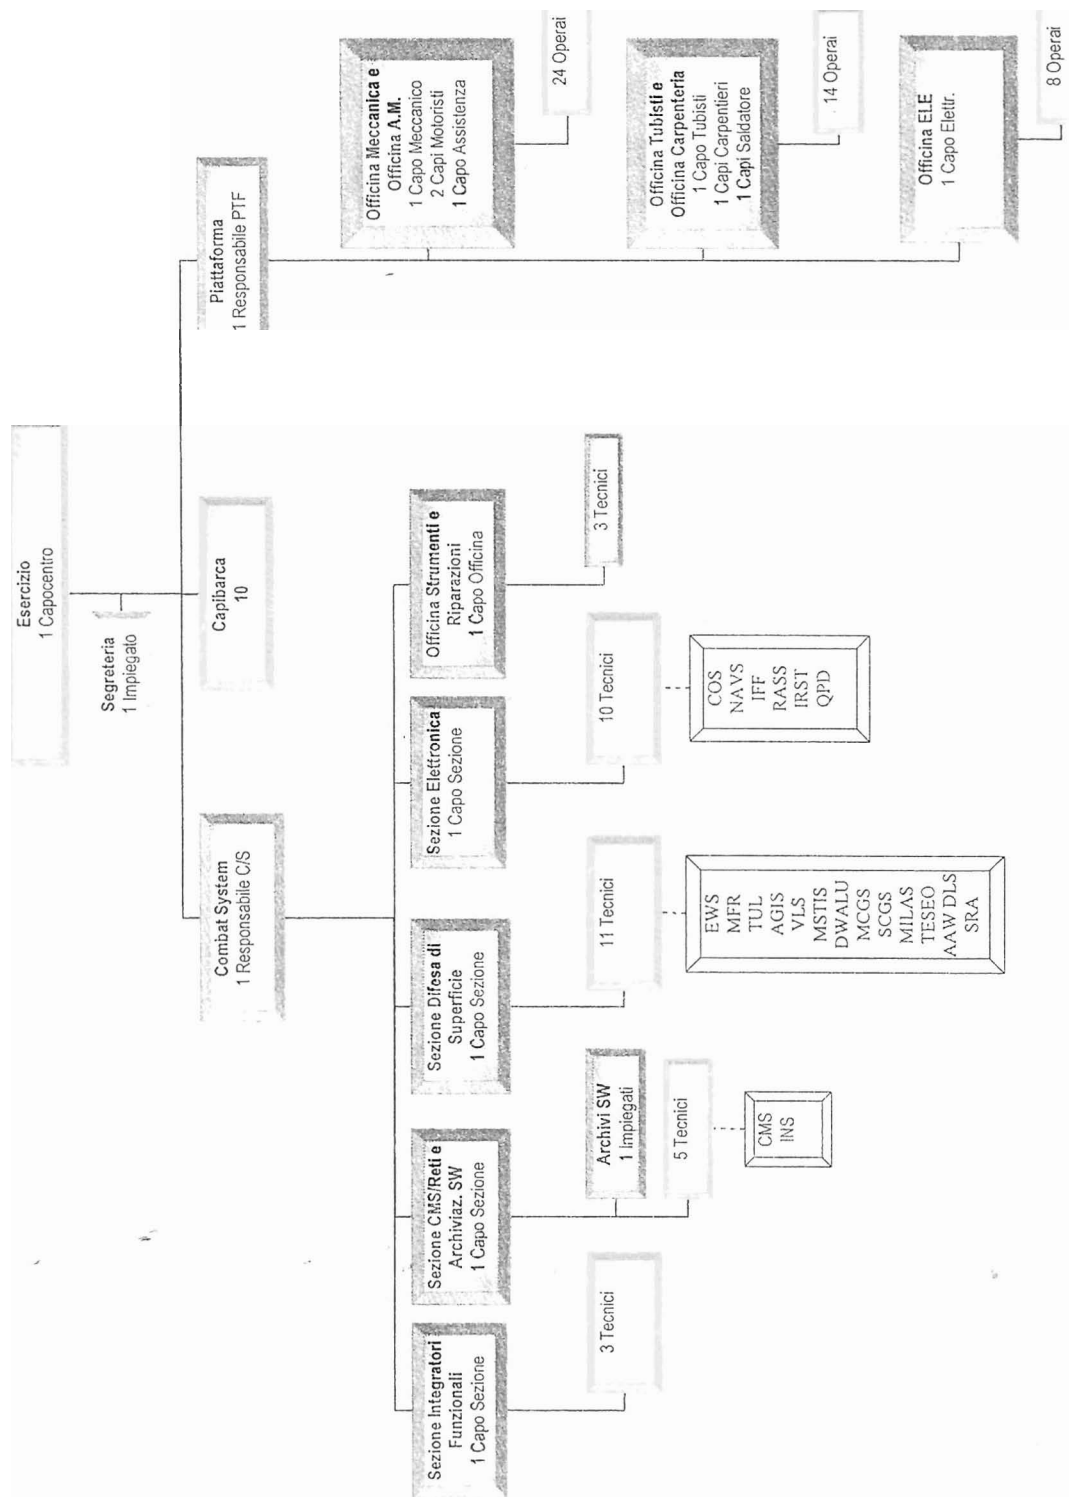 Esercizio
1 Capocentro
Segreteria
1 Impiegato
Combat System
1 Responsabile C/S
Capibarca
10
Piattaforma
1 Responsabile PTF
Sezione Integratori
Funzionali
1 Capo Sezione
3 Tecnici
Sezione CMS/Reti e
Archiviaz. SW
1 Capo Sezione
Archivi SW
1 Impiegati
5 Tecnici
CMS
INS
Sezione Difesa di
Superficie
1 Capo Sezione
11 Tecnici
EWS
MFR
TUL
AGIS
VLS
MSTIS
DWALU
MCGS
SCGS
MILAS
TESEO
AAW DLS
SRA
Sezione Elettronica
1 Capo Sezione
10 Tecnici
COS
NAVS
IFF
RASS
IRST
QPD
Officina Strumenti e
Riparazioni
1 Capo Officina
3 Tecnici
Officina Meccanica e
Officina A.M.
1 Capo Meccanico
2 Capi Motoristi
1 Capo Assistenza
24 Operai
Officina Tubisti e
Officina Carpenteria
1 Capo Tubisti
1 Capi Carpentieri
1 Capi Saldatore
14 Operai
Officina ELE
1 Capo Elettr.
8 Operai